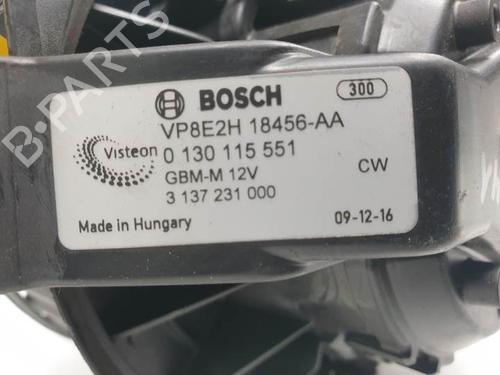 BOSCH
300
VP8E2H 18456-AA
Visteon
0 130 115 551
GBM-M 12V
CW
3 137 231 000
Made in Hungary
09-12-16
B-PARTS